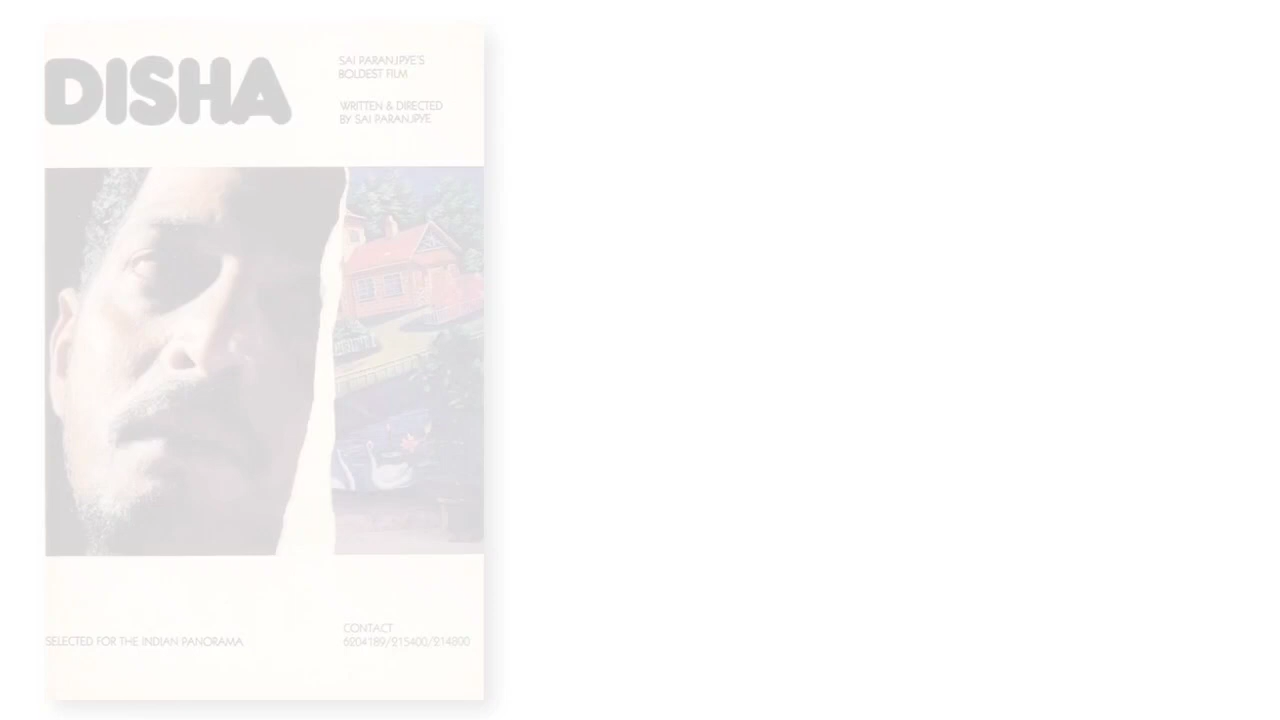 DISHA
SAI PARANJPYE'S
BOLDEST FILM
WRITTEN & DIRECTED
BY SAI PARANJPYE
SELECTED FOR THE INDIAN PANORAMA
CONTACT
6204189/215400/214800